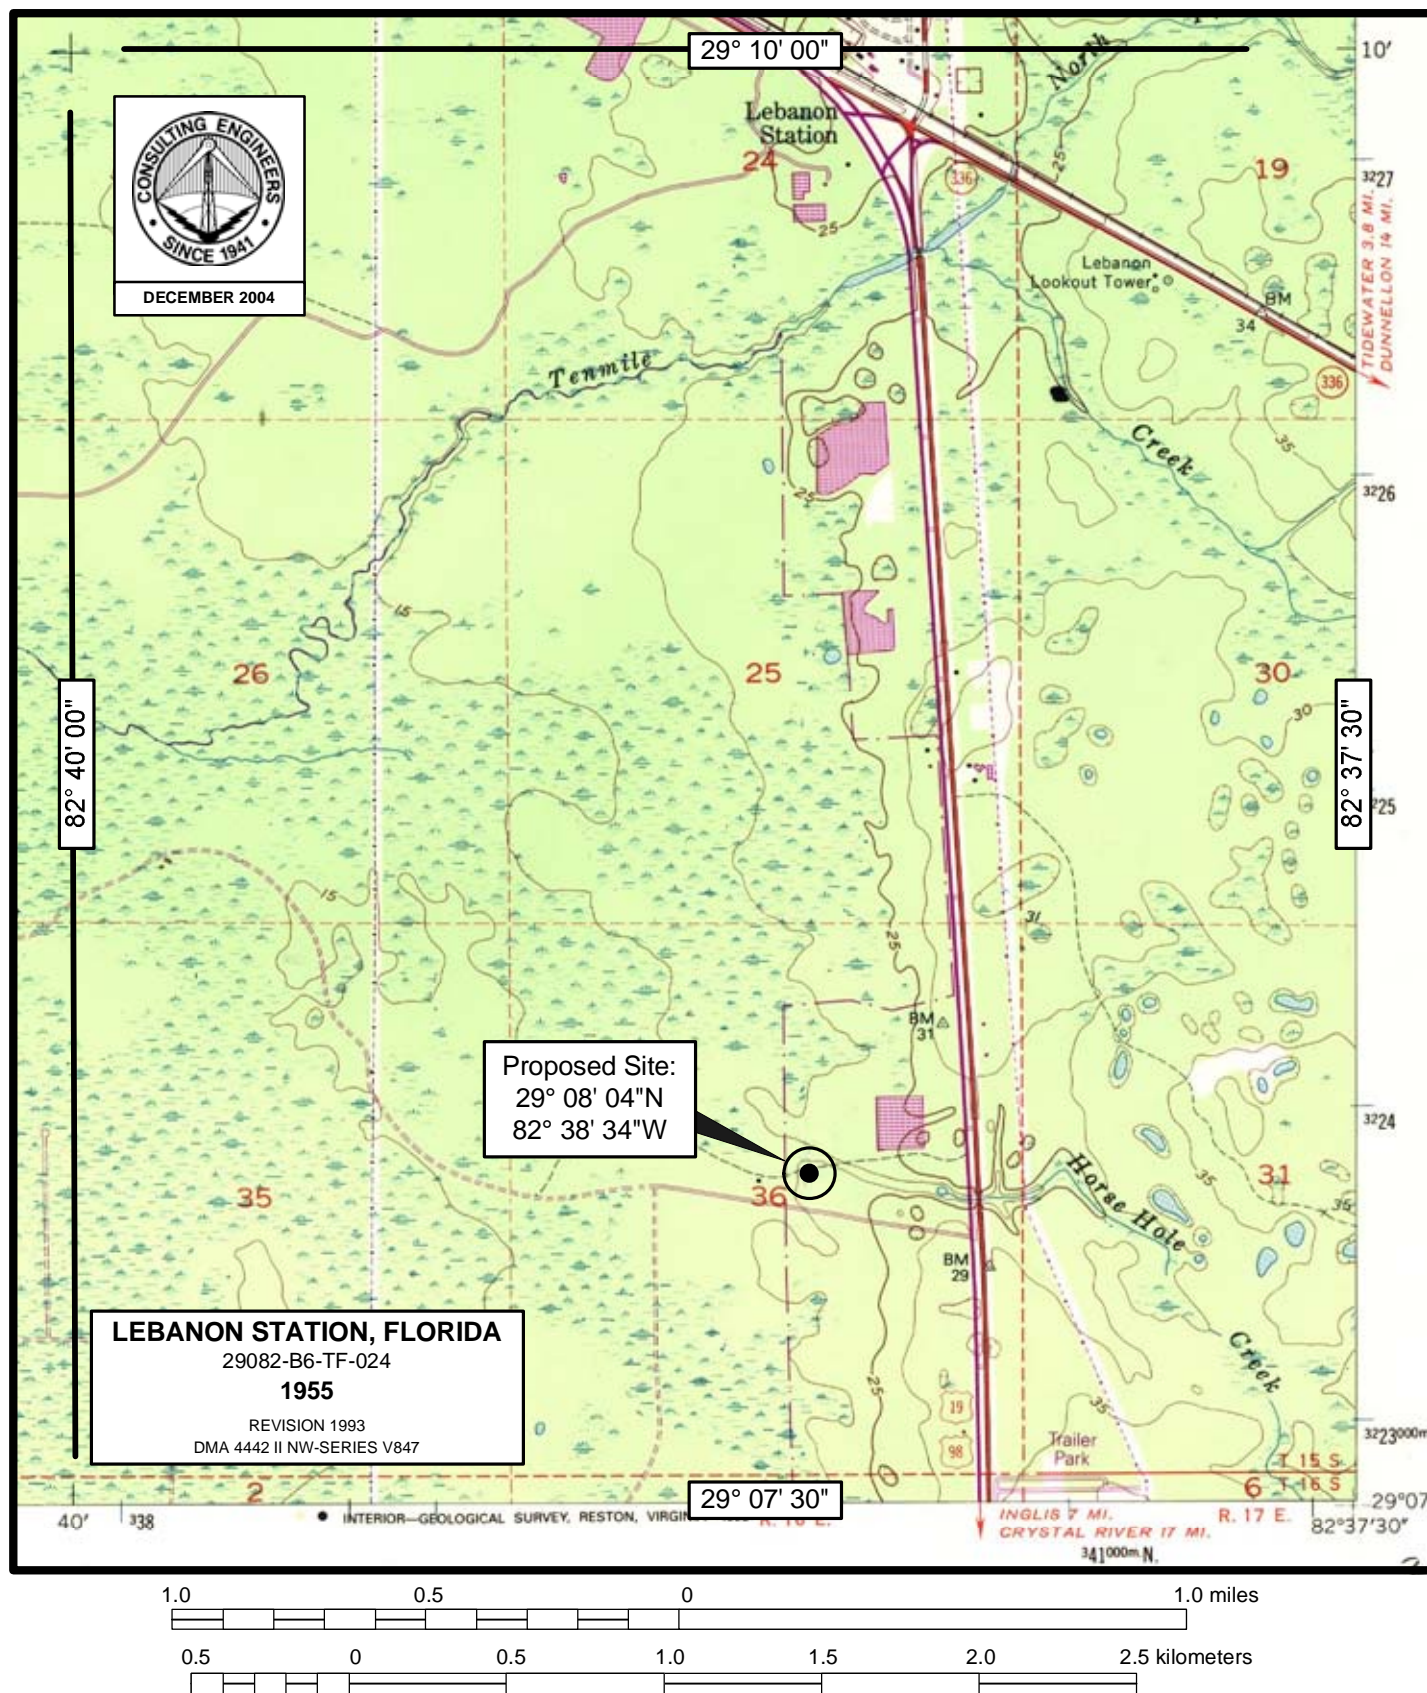 29° 10' 00"
10'
North
CONSULTING ENGINEERS
• SINCE 1941 •
DECEMBER 2004
Lebanon
Station
24
336
25
19
3227
25
TIDEWATER 3.8 MI.
DUNNELLON 14 MI.
Lebanon
Lookout Tower
BM
34
336
Tenmile
Creek
35
25
3226
15
26
25
30
30
82° 40' 00"
82° 37' 30"
225
15
31
25
BM
31
Proposed Site:
29° 08' 04"N
82° 38' 34"W
3224
35
36
Horse Hole
31
35
35
BM
29
LEBANON STATION, FLORIDA
29082-B6-TF-024
1955
REVISION 1993
DMA 4442 II NW-SERIES V847
Creek
25
19
98
35
Trailer
Park
3223000m
T 15 S
T 16 S
2
6
29° 07' 30"
29°07
40'
338
INTERIOR—GEOLOGICAL SURVEY, RESTON,
INGLIS 7 MI.
CRYSTAL RIVER 17 MI.
R. 17 E.
82°37'30"
341000m.N.
1.0 0.5 0 1.0 miles
0.5 0 0.5 1.0 1.5 2.0 2.5 kilometers